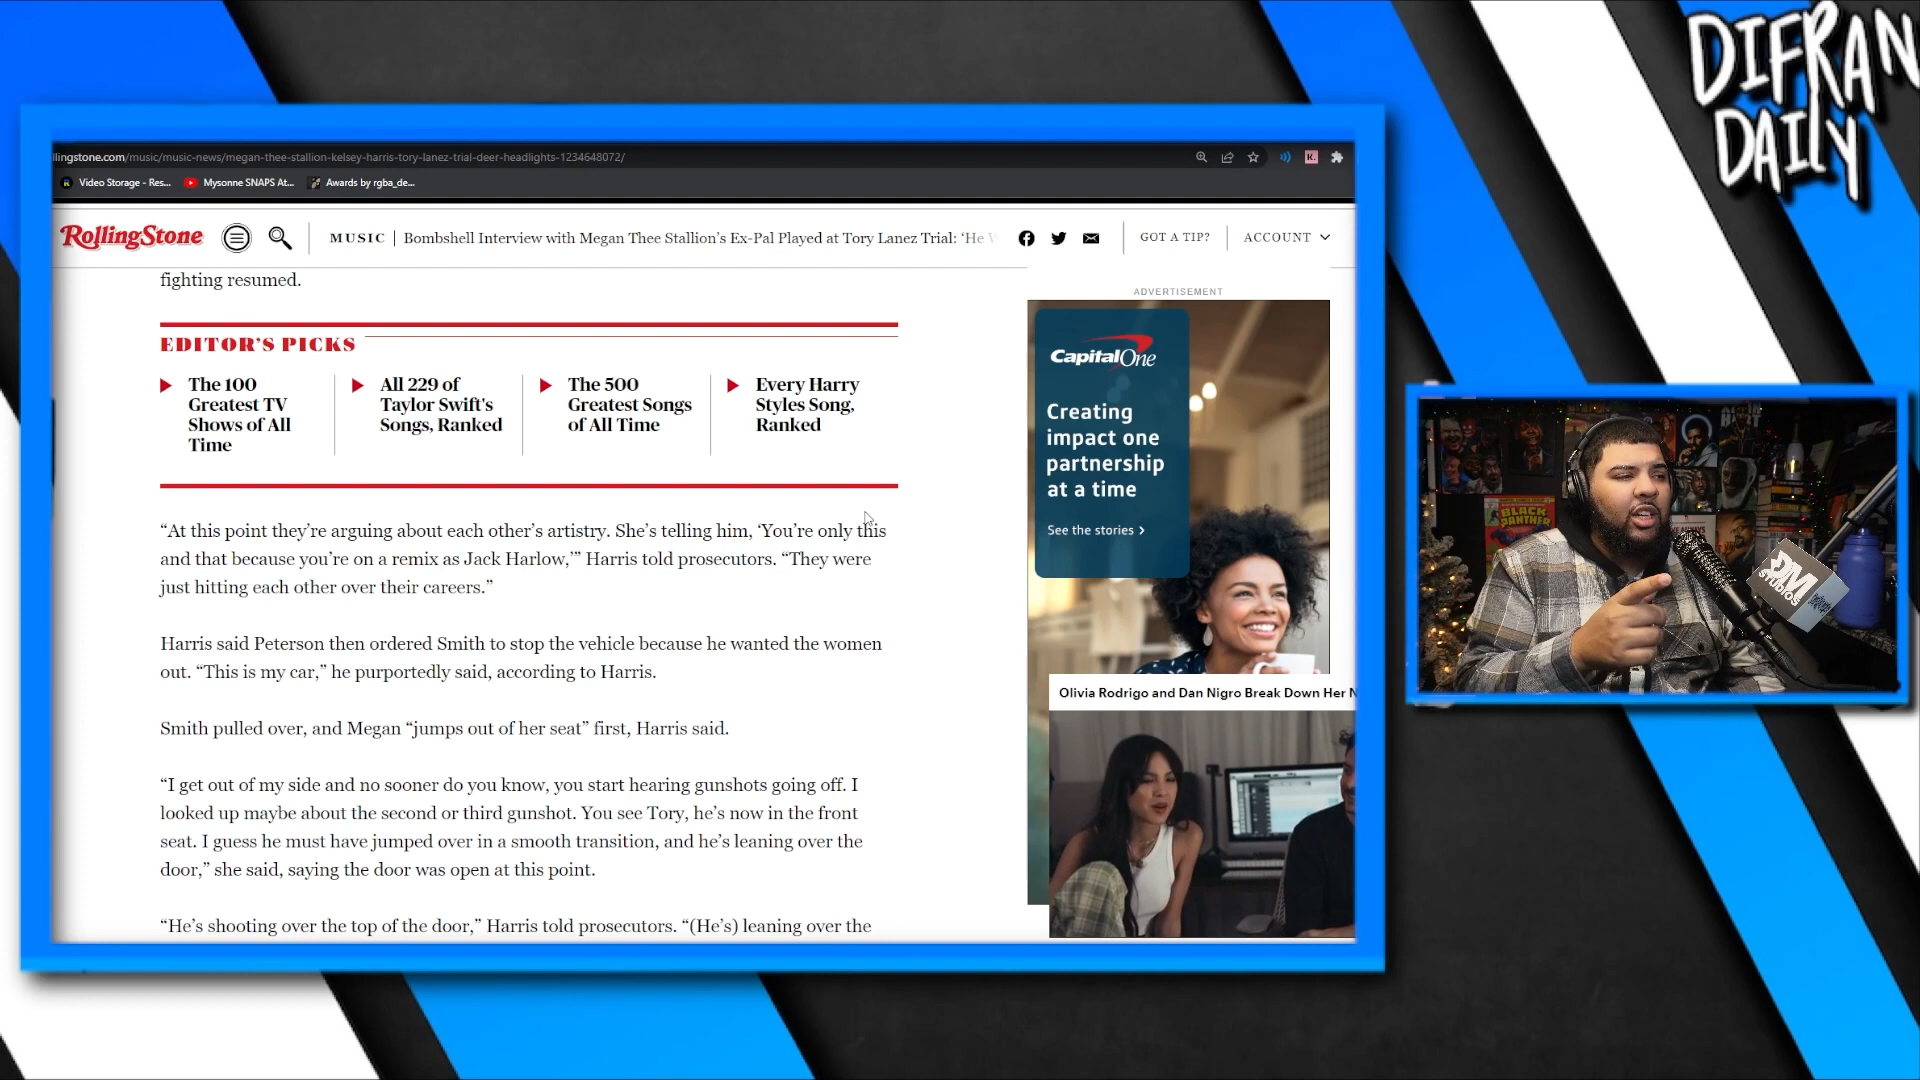 DIFRAN
DAILY
llingstone.com/music/music-news/megan-thee-stallion-kelsey-harris-tory-lanez-trial-deer-headlights-1234648072/
K.
Video Storage - Res...
Mysonne SNAPS At...
Awards by rgba_de...
RollingStone
MUSIC
Bombshell Interview with Megan Thee Stallion’s Ex-Pal Played at Tory Lanez Trial: ‘He W
GOT A TIP?
ACCOUNT
fighting resumed.
EDITOR’S PICKS
The 100
Greatest TV
Shows of All
Time
All 229 of
Taylor Swift's
Songs, Ranked
The 500
Greatest Songs
of All Time
Every Harry
Styles Song,
Ranked
“At this point they’re arguing about each other’s artistry. She’s telling him, ‘You’re only this
and that because you’re on a remix as Jack Harlow,’” Harris told prosecutors. “They were
just hitting each other over their careers.”
Harris said Peterson then ordered Smith to stop the vehicle because he wanted the women
out. “This is my car,” he purportedly said, according to Harris.
Smith pulled over, and Megan “jumps out of her seat” first, Harris said.
“I get out of my side and no sooner do you know, you start hearing gunshots going off. I
looked up maybe about the second or third gunshot. You see Tory, he’s now in the front
seat. I guess he must have jumped over in a smooth transition, and he’s leaning over the
door,” she said, saying the door was open at this point.
“He’s shooting over the top of the door,” Harris told prosecutors. “(He’s) leaning over the
ADVERTISEMENT
CapitalOne
Creating
impact one
partnership
at a time
See the stories
Olivia Rodrigo and Dan Nigro Break Down Her N
BLACK
PANTHER
DM
STUDIOS